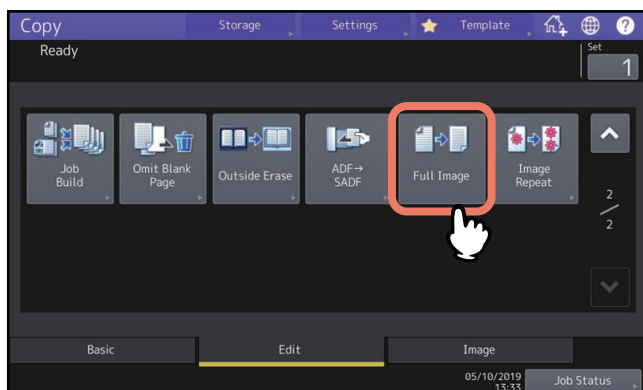 Copy
Storage
Settings
Template
?
Ready
Set
1
Job
Build
Omit Blank
Page
Outside Erase
ADF→
SADF
Full Image
Image
Repeat
2
2
Basic
Edit
Image
05/10/2019
13:33
Job Status